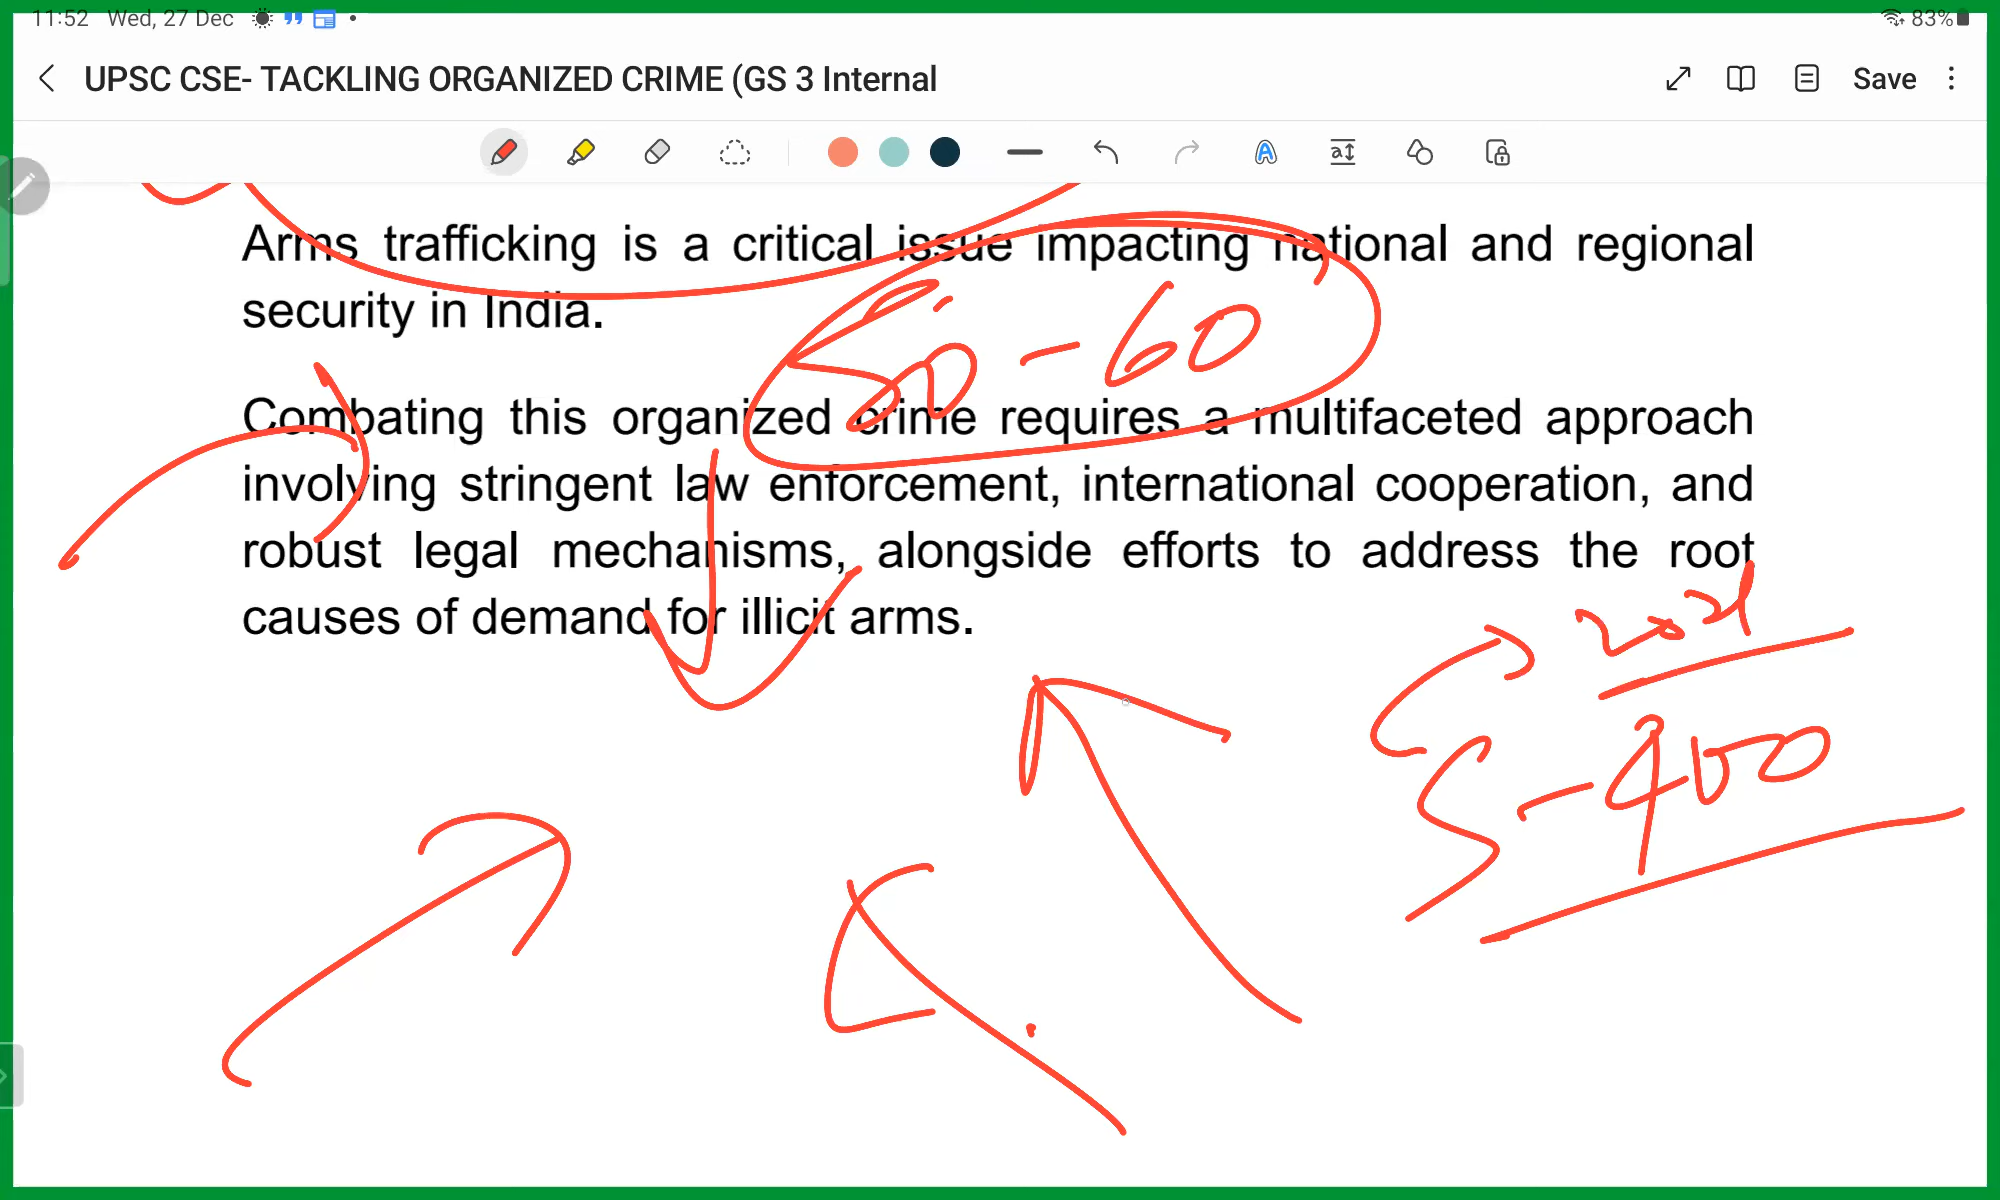 11:52 Wed, 27 Dec 83%
UPSC CSE- TACKLING ORGANIZED CRIME (GS 3 Internal
Save
Arms trafficking is a critical issue impacting national and regional
security in India.
50-60
Combating this organized crime requires a multifaceted approach
involving stringent law enforcement, international cooperation, and
robust legal mechanisms, alongside efforts to address the root
causes of demand for illicit arms.
S-400